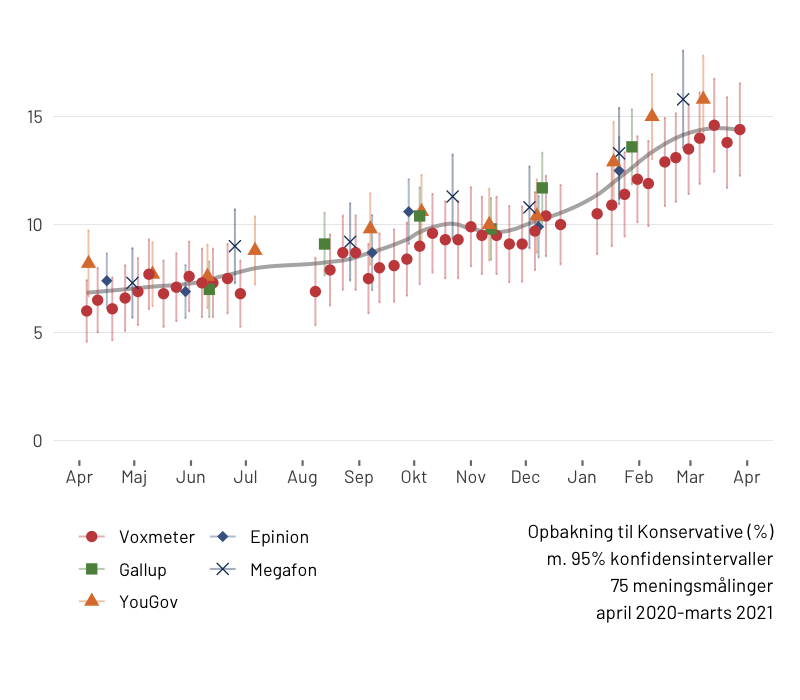 15
10
5
0
Apr Maj Jun Jul Aug Sep Okt Nov Dec Jan Feb Mar Apr
Voxmeter Epinion
Gallup Megafon
YouGov
Opbakning til Konservative (%)
m. 95% konfidensintervaller
75 meningsmålinger
april 2020-marts 2021